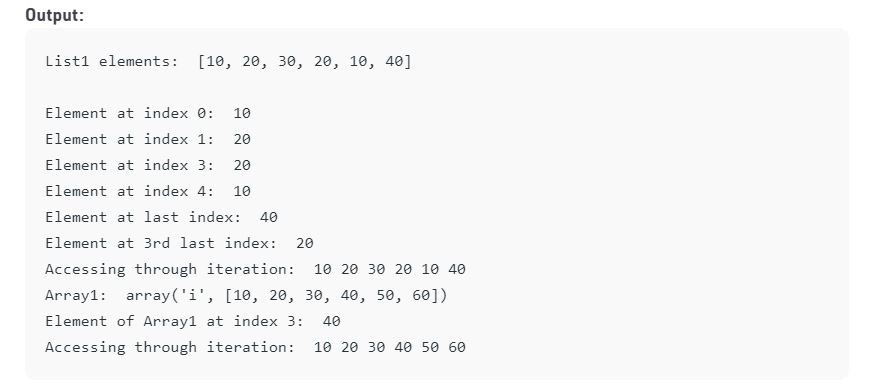 Output:
List1 elements:  [10, 20, 30, 20, 10, 40]
Element at index 0:  10
Element at index 1:  20
Element at index 3:  20
Element at index 4:  10
Element at last index:  40
Element at 3rd last index:  20
Accessing through iteration:  10 20 30 20 10 40
Array1:  array('i', [10, 20, 30, 40, 50, 60])
Element of Array1 at index 3:  40
Accessing through iteration:  10 20 30 40 50 60